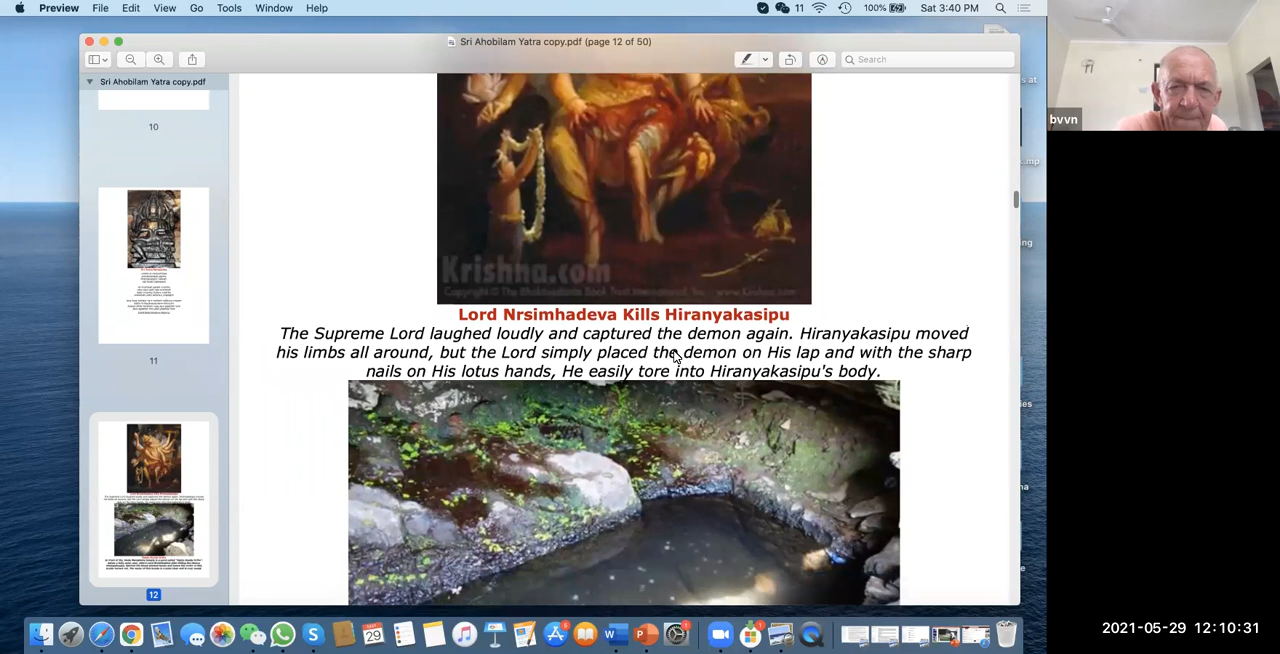 Preview File Edit View Go Tools Window Help
11 100% Sat 3:40 PM
Sri Ahobilam Yatra copy.pdf (page 12 of 50)
Search
Sri Ahobilam Yatra copy.pdf
10
11
12
Krishna.com
Lord Nrsimhadeva Kills Hiranyakasipu
The Supreme Lord laughed loudly and captured the demon again. Hiranyakasipu moved
his limbs all around, but the Lord simply placed the demon on His lap and with the sharp
nails on His lotus hands, He easily tore into Hiranyakasipu's body.
bvvn
2021-05-29 12:10:31